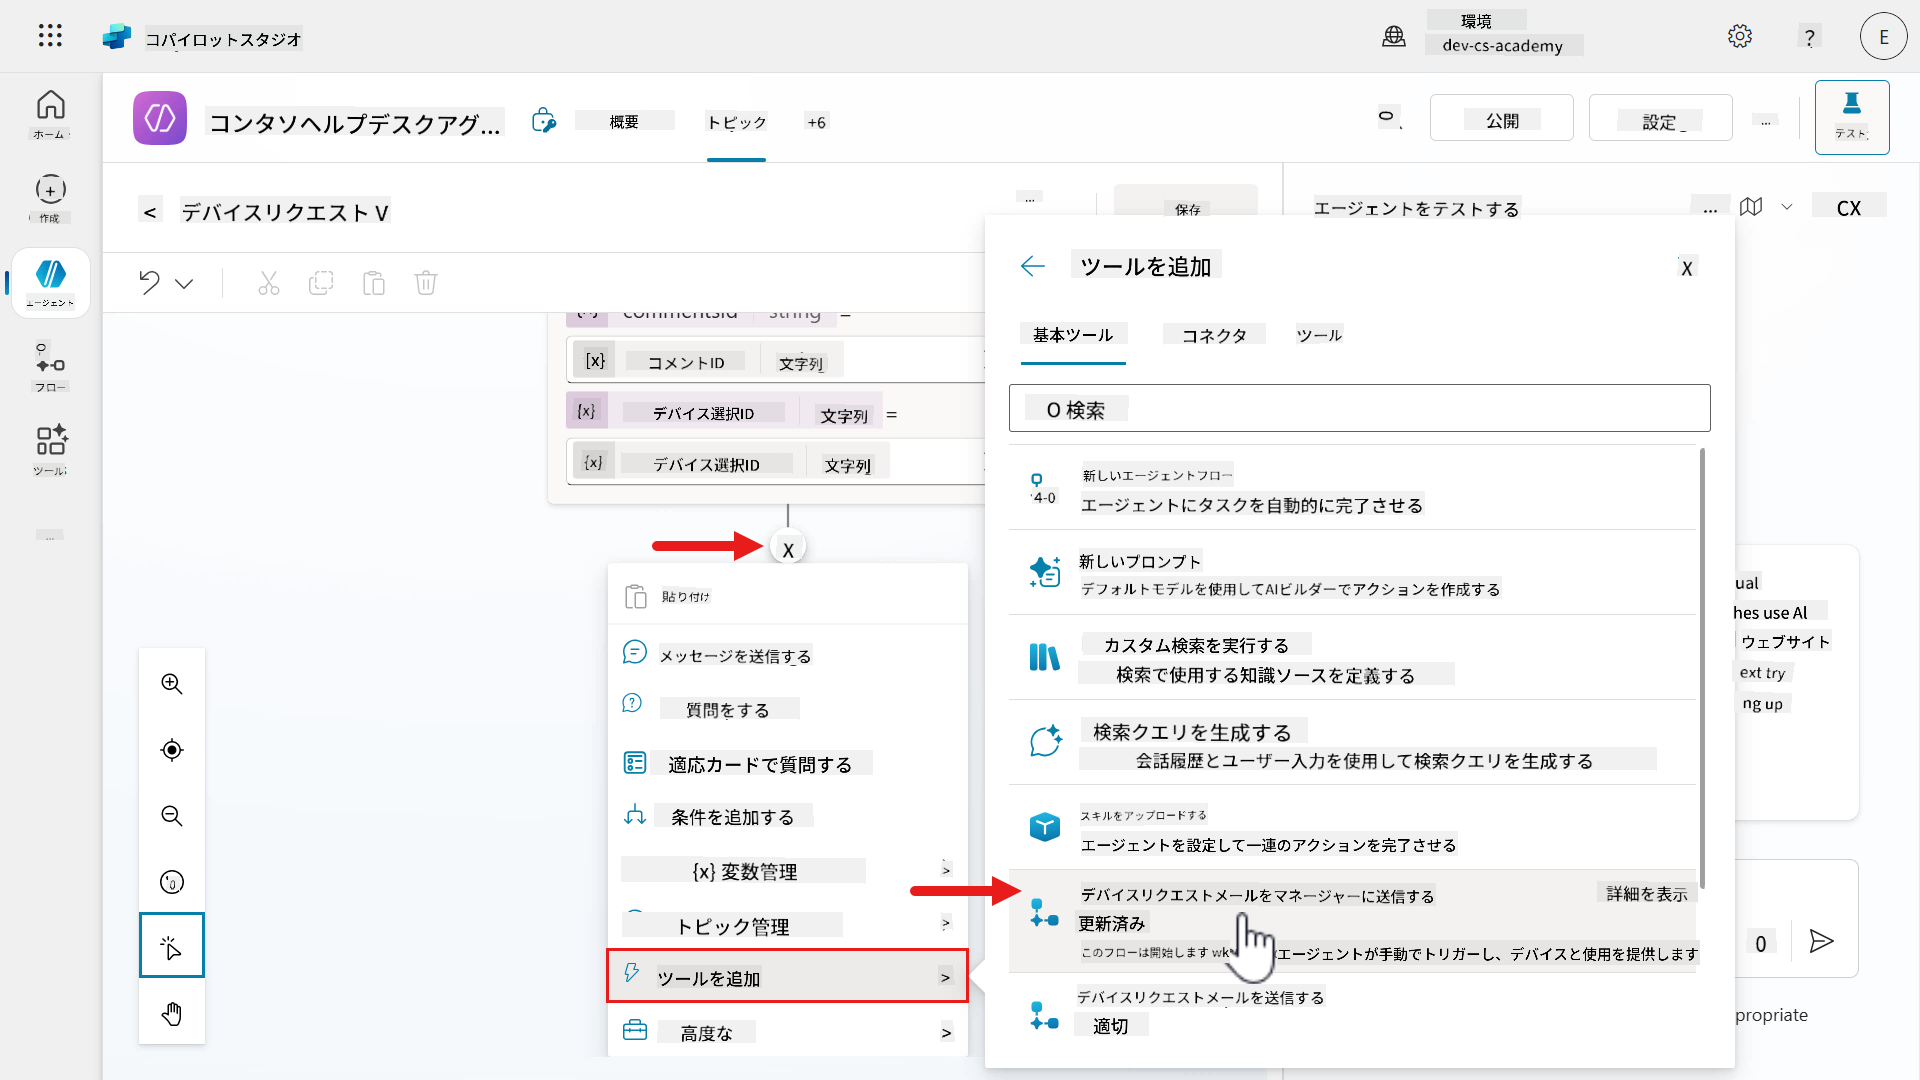 コパイロットスタジオ
環境
dev-cs-academy
?
E
ホーム
作成
エージェント
フロー
ツール
...
コンタソヘルプデスクアグ...
概要
トピック
+6
公開
設定
...
テスト
<
デバイスリクエスト V
...
保存
エージェントをテストする
...
CX
commentsId
string
=
[x}
コメントID
文字列
{x}
デバイス選択ID
文字列
=
{x}
デバイス選択ID
文字列
X
貼り付け
メッセージを送信する
質問をする
適応カードで質問する
条件を追加する
{x} 変数管理
>
トピック管理
>
ツールを追加
>
高度な
>
ツールを追加
X
基本ツール
コネクタ
ツール
O 検索
新しいエージェントフロー
エージェントにタスクを自動的に完了させる
新しいプロンプト
デフォルトモデルを使用してAIビルダーでアクションを作成する
カスタム検索を実行する
検索で使用する知識ソースを定義する
検索クエリを生成する
会話履歴とユーザー入力を使用して検索クエリを生成する
スキルをアップロードする
エージェントを設定して一連のアクションを完了させる
デバイスリクエストメールをマネージャーに送信する
詳細を表示
更新済み
このフローは開始します wk
エージェントが手動でトリガーし、デバイスと使用を提供します
デバイスリクエストメールを送信する
適切
ual
hes use Al
ウェブサイト
ext try
ng up
0
propriate